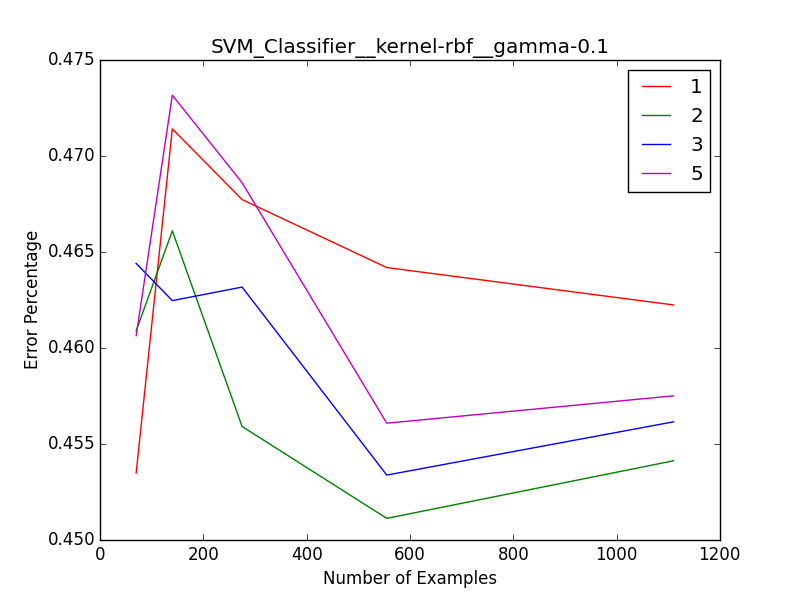 SVM_Classifier__kernel-rbf__gamma-0.1
0.475
0.470
0.465
0.460
0.455
0.450
Error Percentage
1
2
3
5
0 200 400 600 800 1000 1200
Number of Examples